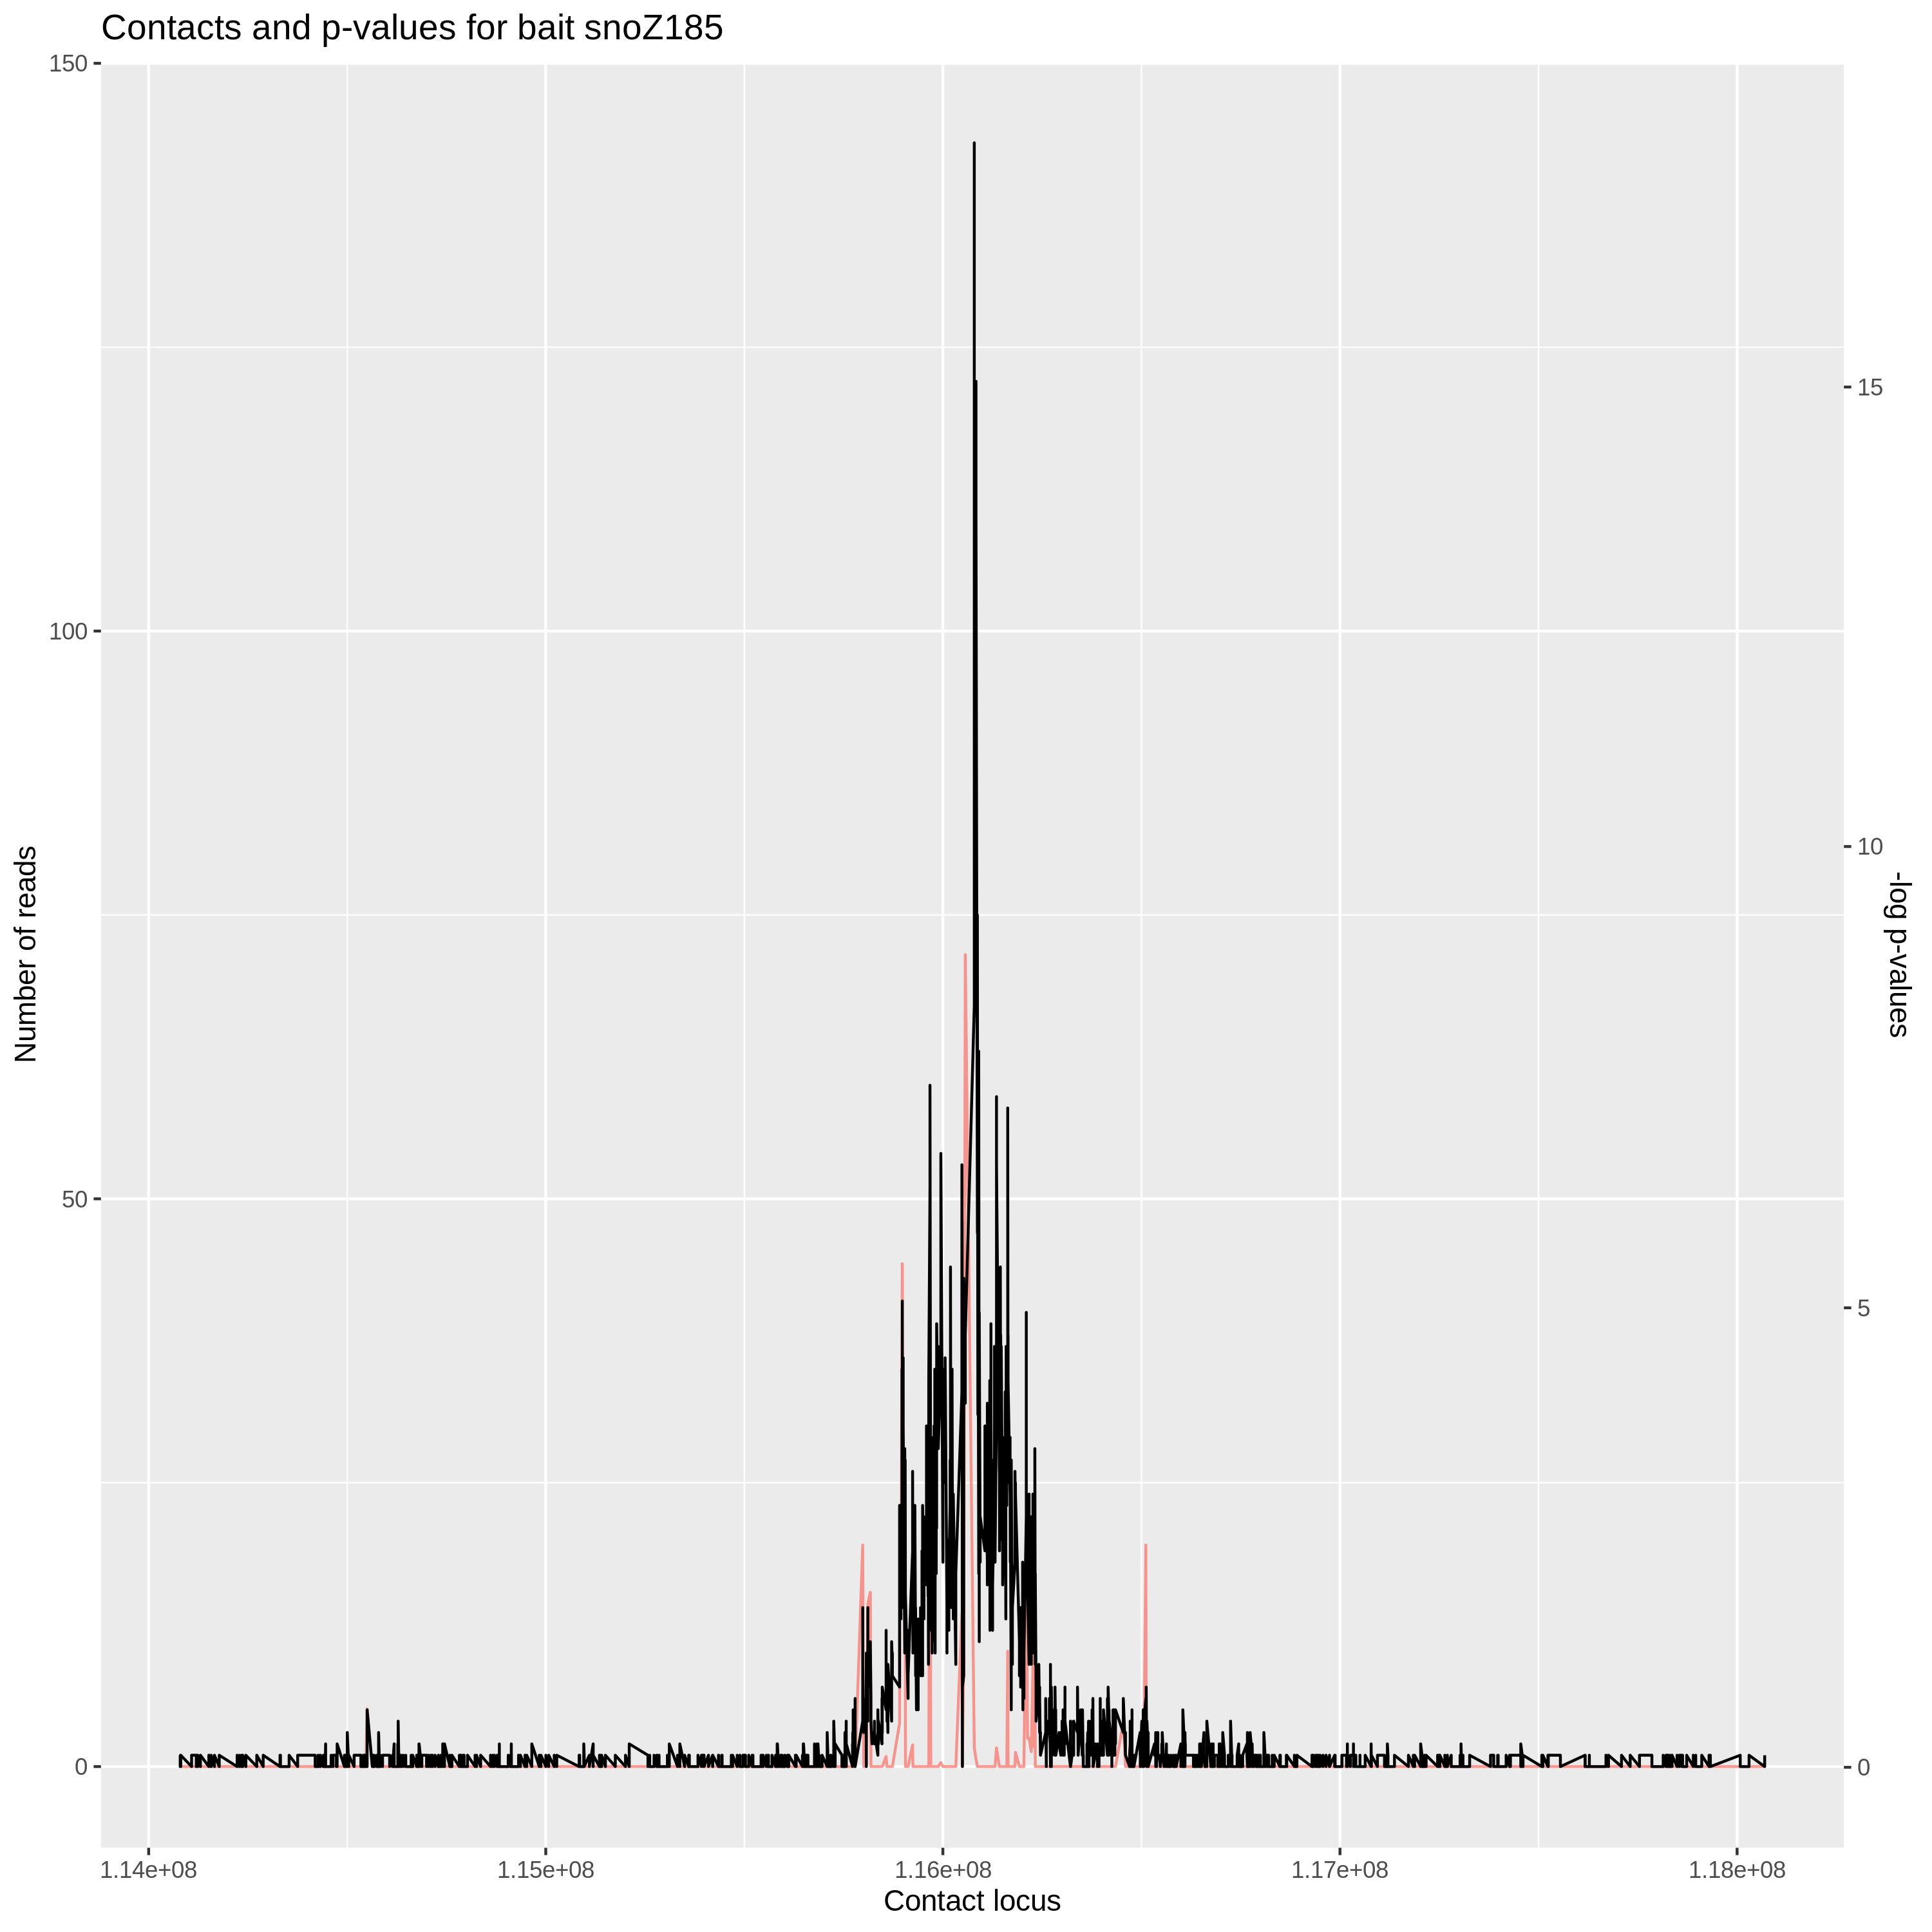 Contacts and p-values for bait snoZ185
150
100
50
0
Number of reads
15
10
5
0
-log p-values
1.14e+08
1.15e+08
1.16e+08
1.17e+08
1.18e+08
Contact locus